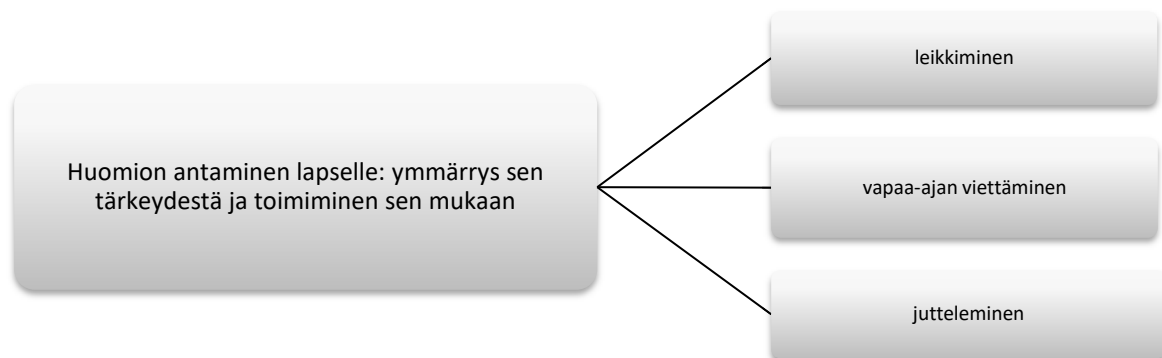 Huomion antaminen lapselle: ymmärrys sen
tärkeydestä ja toimiminen sen mukaan
leikkiminen
vapaa-ajan viettäminen
jutteleminen